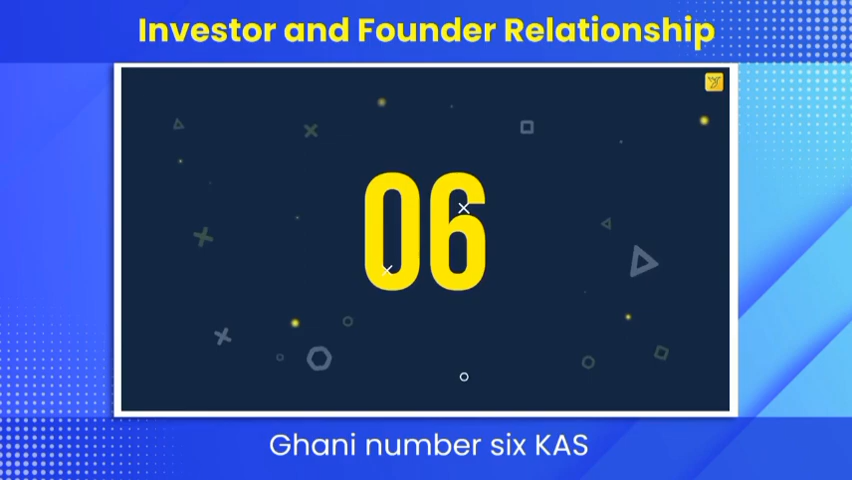 Investor and Founder Relationship
06
Ghani number six KAS